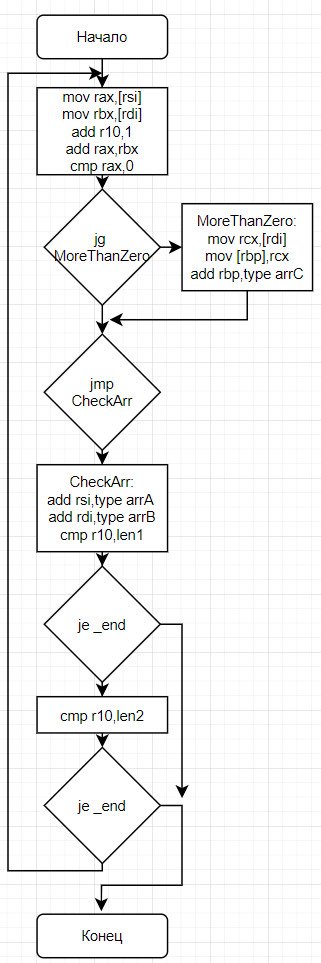 Начало
mov rax,[rsi]
mov rbx,[rdi]
add r10,1
add rax,rbx
cmp rax,0
jg
MoreThanZero
MoreThanZero:
mov rcx,[rdi]
mov [rbp],rcx
add rbp,type arrC
jmp
CheckArr
CheckArr:
add rsi,type arrA
add rdi,type arrB
cmp r10,len1
je _end
cmp r10,len2
je _end
Конец